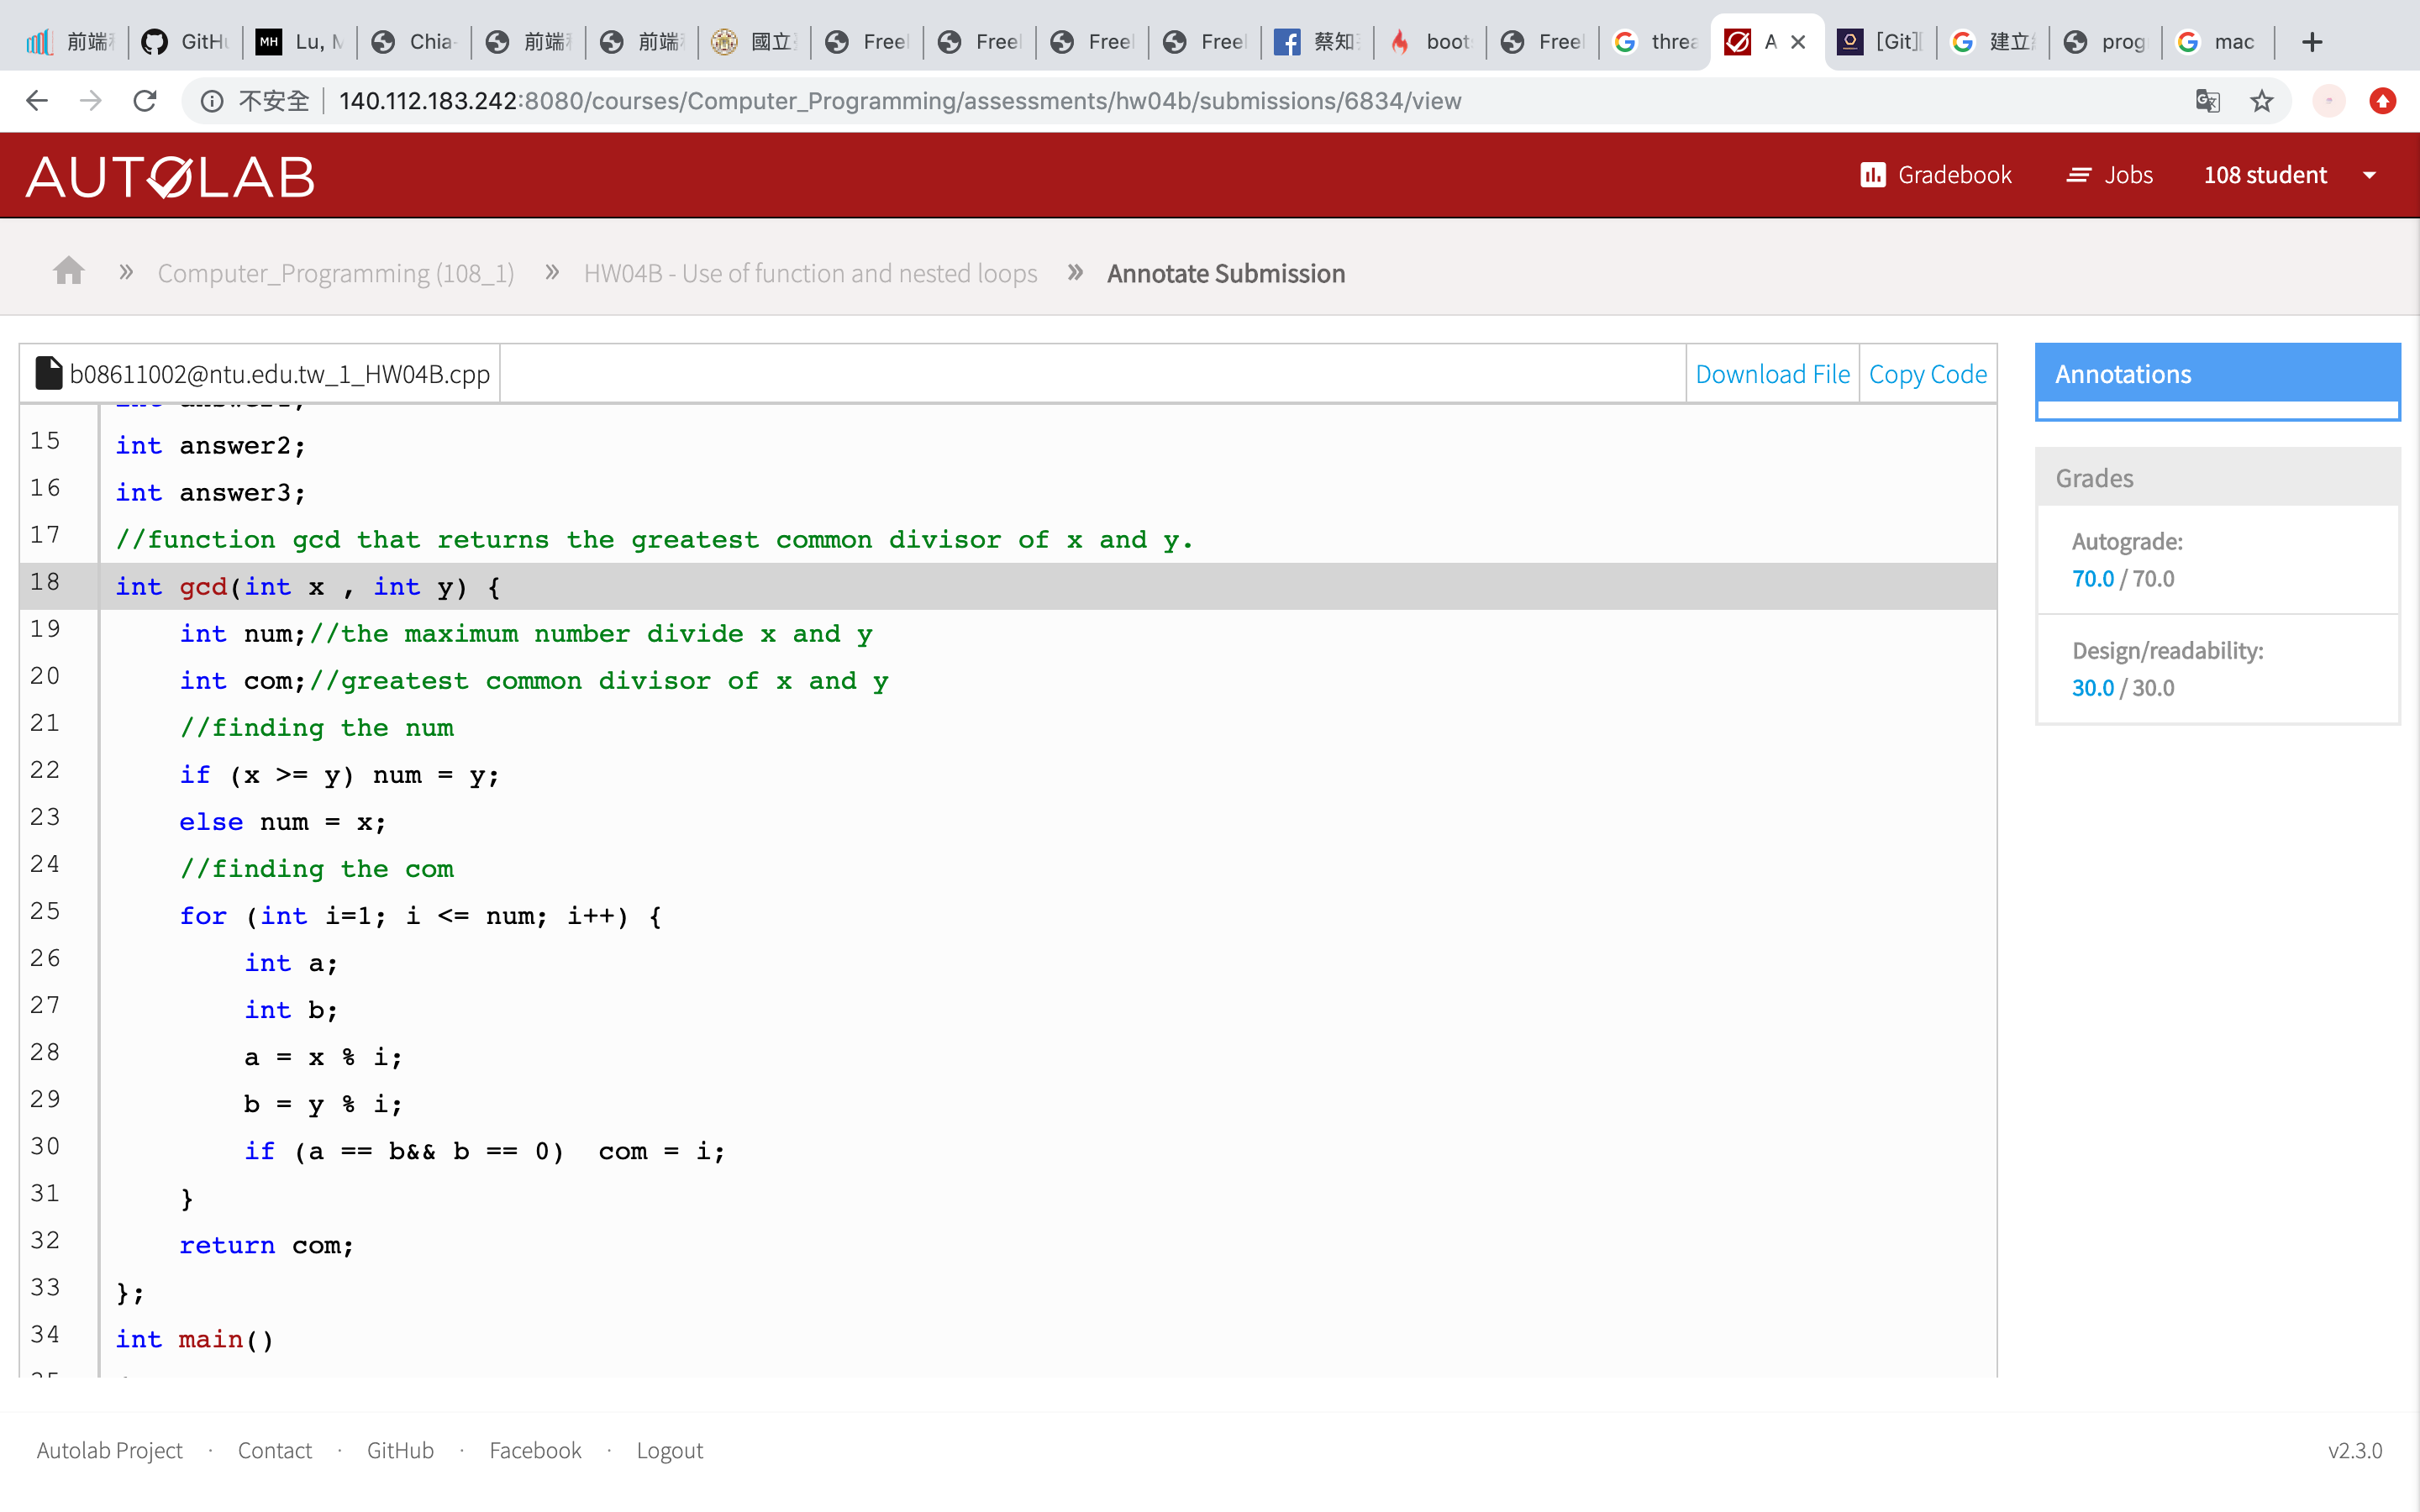 前端 GitHu Lu, M Chia- 前端 前端 國立 Free Free Free Free 蔡知 boot Free threa A [Git] 建立 prog mac
不安全 140.112.183.242:8080/courses/Computer_Programming/assessments/hw04b/submissions/6834/view
AUTOLAB Gradebook Jobs 108 student
» Computer_Programming (108_1) » HW04B - Use of function and nested loops » Annotate Submission
b08611002@ntu.edu.tw_1_HW04B.cpp Download File Copy Code
15 int answer2;
16 int answer3;
17 //function gcd that returns the greatest common divisor of x and y.
18 int gcd(int x , int y) {
19 int num;//the maximum number divide x and y
20 int com;//greatest common divisor of x and y
21 //finding the num
22 if (x >= y) num = y;
23 else num = x;
24 //finding the com
25 for (int i=1; i <= num; i++) {
26 int a;
27 int b;
28 a = x % i;
29 b = y % i;
30 if (a == b&& b == 0)  com = i;
31 }
32 return com;
33 };
34 int main()
Annotations
Grades
Autograde:
70.0 / 70.0
Design/readability:
30.0 / 30.0
Autolab Project · Contact · GitHub · Facebook · Logout
v2.3.0